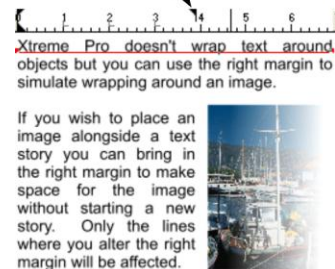 0 1 2 3 4 5 6
Xtreme Pro doesn't wrap text around
objects but you can use the right margin to
simulate wrapping around an image.
If you wish to place an
image alongside a text
story you can bring in
the right margin to make
space for the image
without starting a new
story. Only the lines
where you alter the right
margin will be affected.